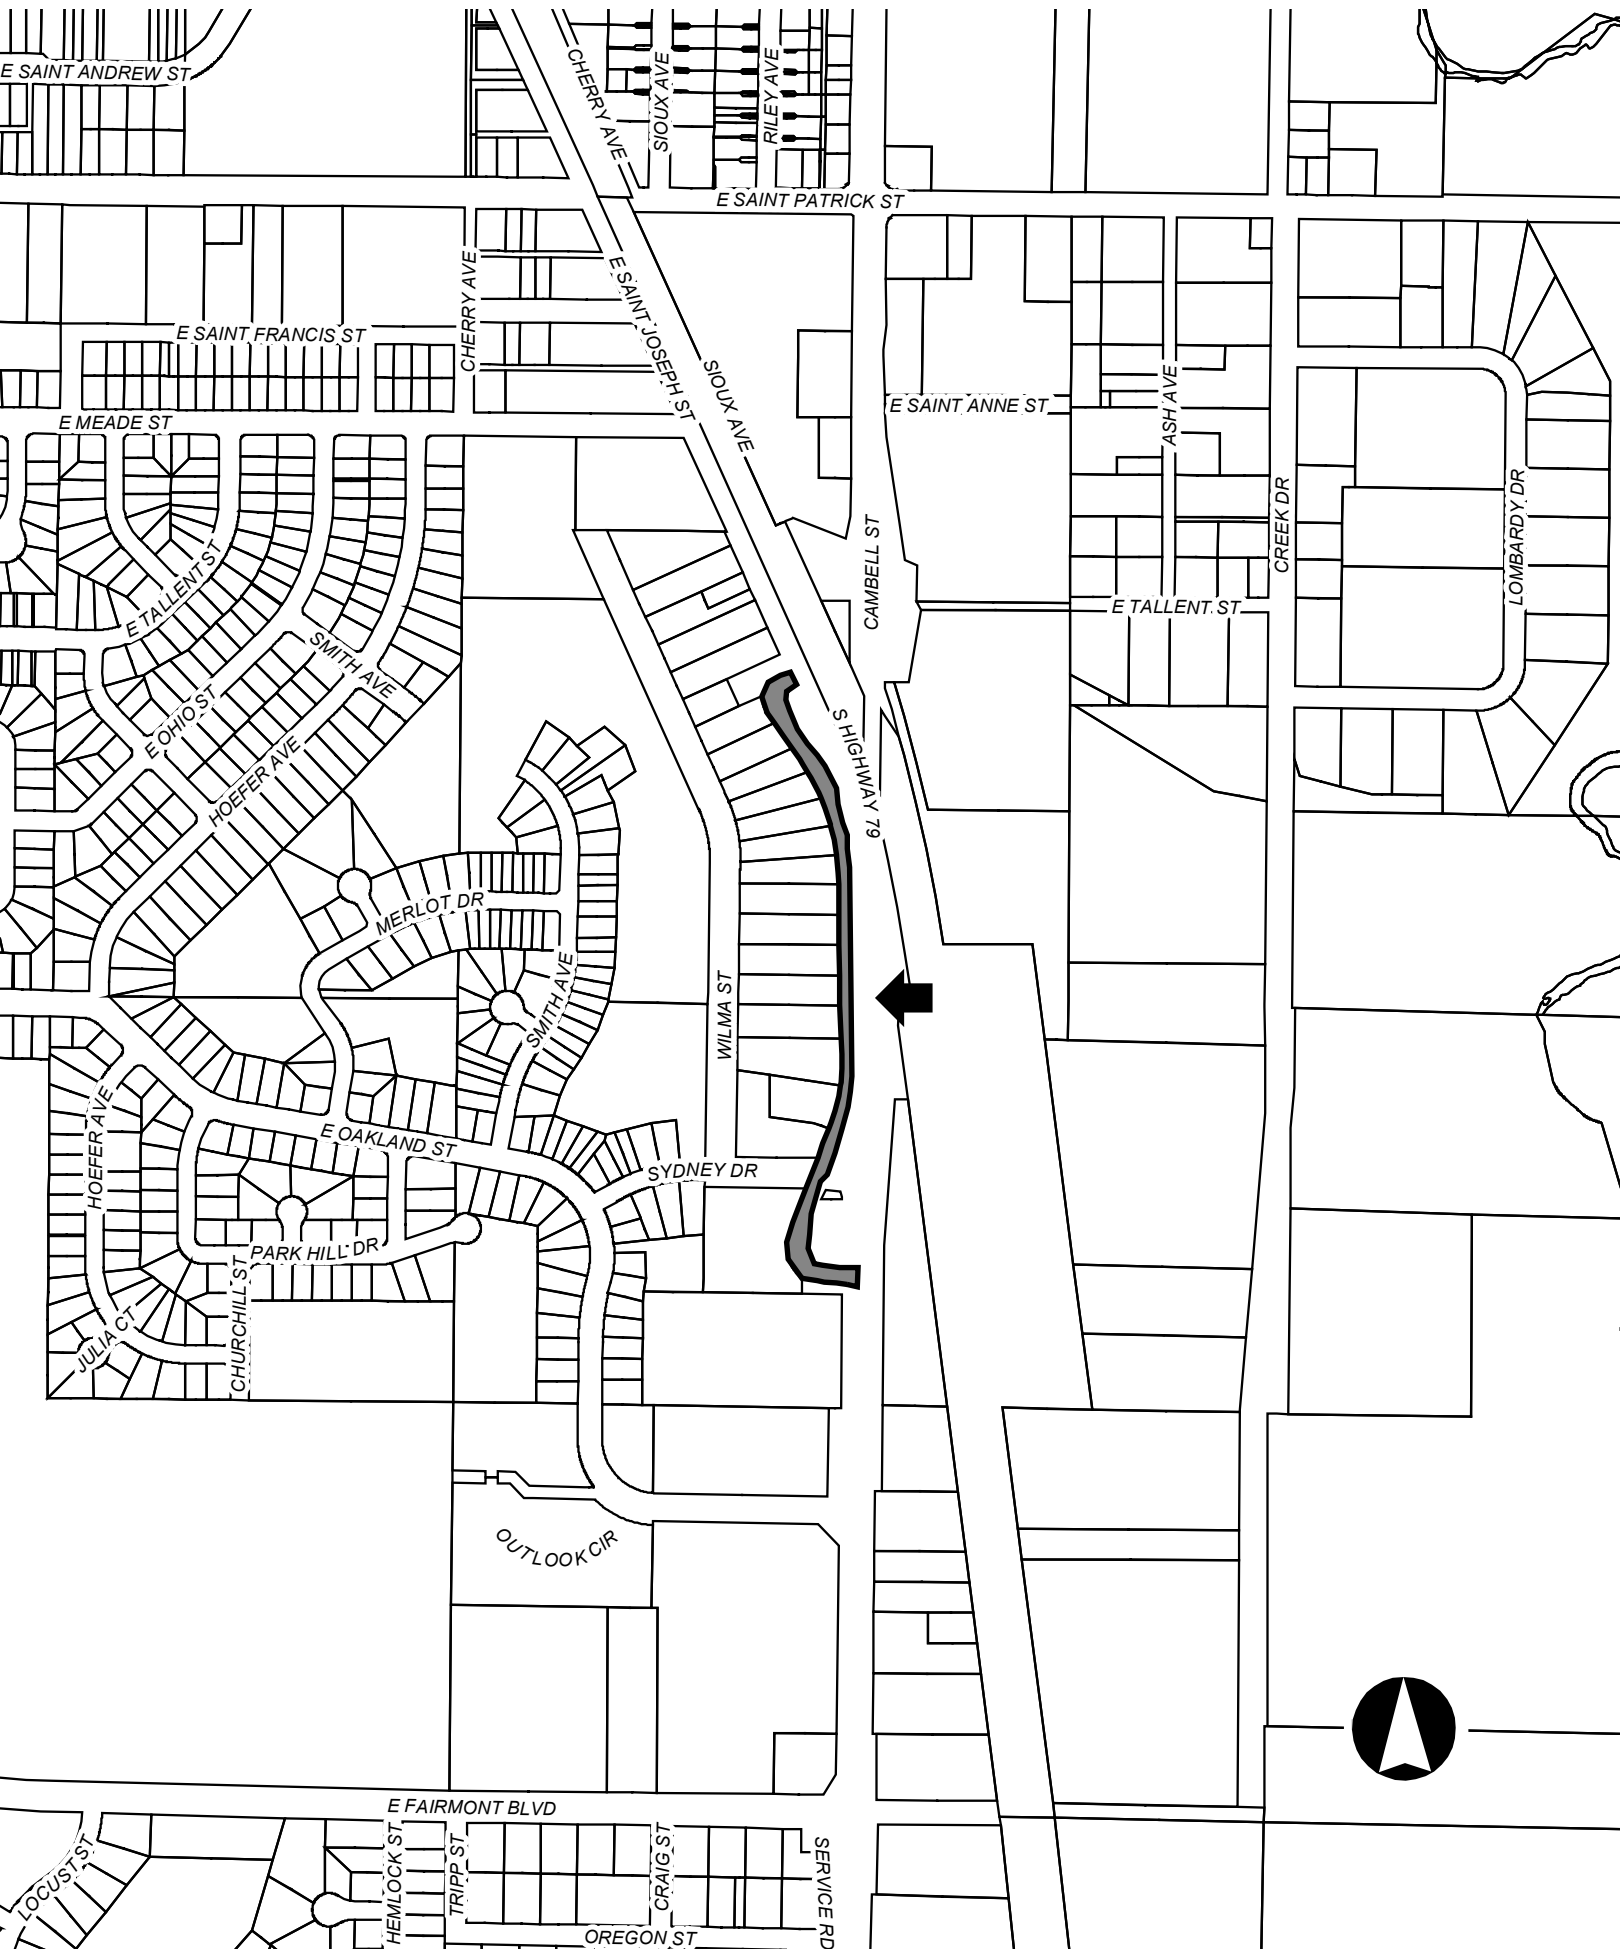 E SAINT ANDREW ST
CHERRY AVE
SIOUX AVE
RILEY AVE
E SAINT PATRICK ST
CHERRY AVE
E SAINT JOSEPH ST
E SAINT FRANCIS ST
SIOUX AVE
E MEADE ST
E SAINT ANNE ST
ASH AVE
CREEK DR
LOMBARDY DR
CAMBELL ST
E TALLENT ST
E TALLENT ST
SMITH AVE
E OHIO ST
HOEFER AVE
S HIGHWAY 79
MERLOT DR
SMITH AVE
WILMA ST
HOEFER AVE
E OAKLAND ST
SYDNEY DR
PARK HILL DR
CHURCHILL ST
JULIA CT
OUTLOOK CIR
E FAIRMONT BLVD
LOCUST ST
HEMLOCK ST
TRIPP ST
CRAIG ST
SERVICE RD
OREGON ST